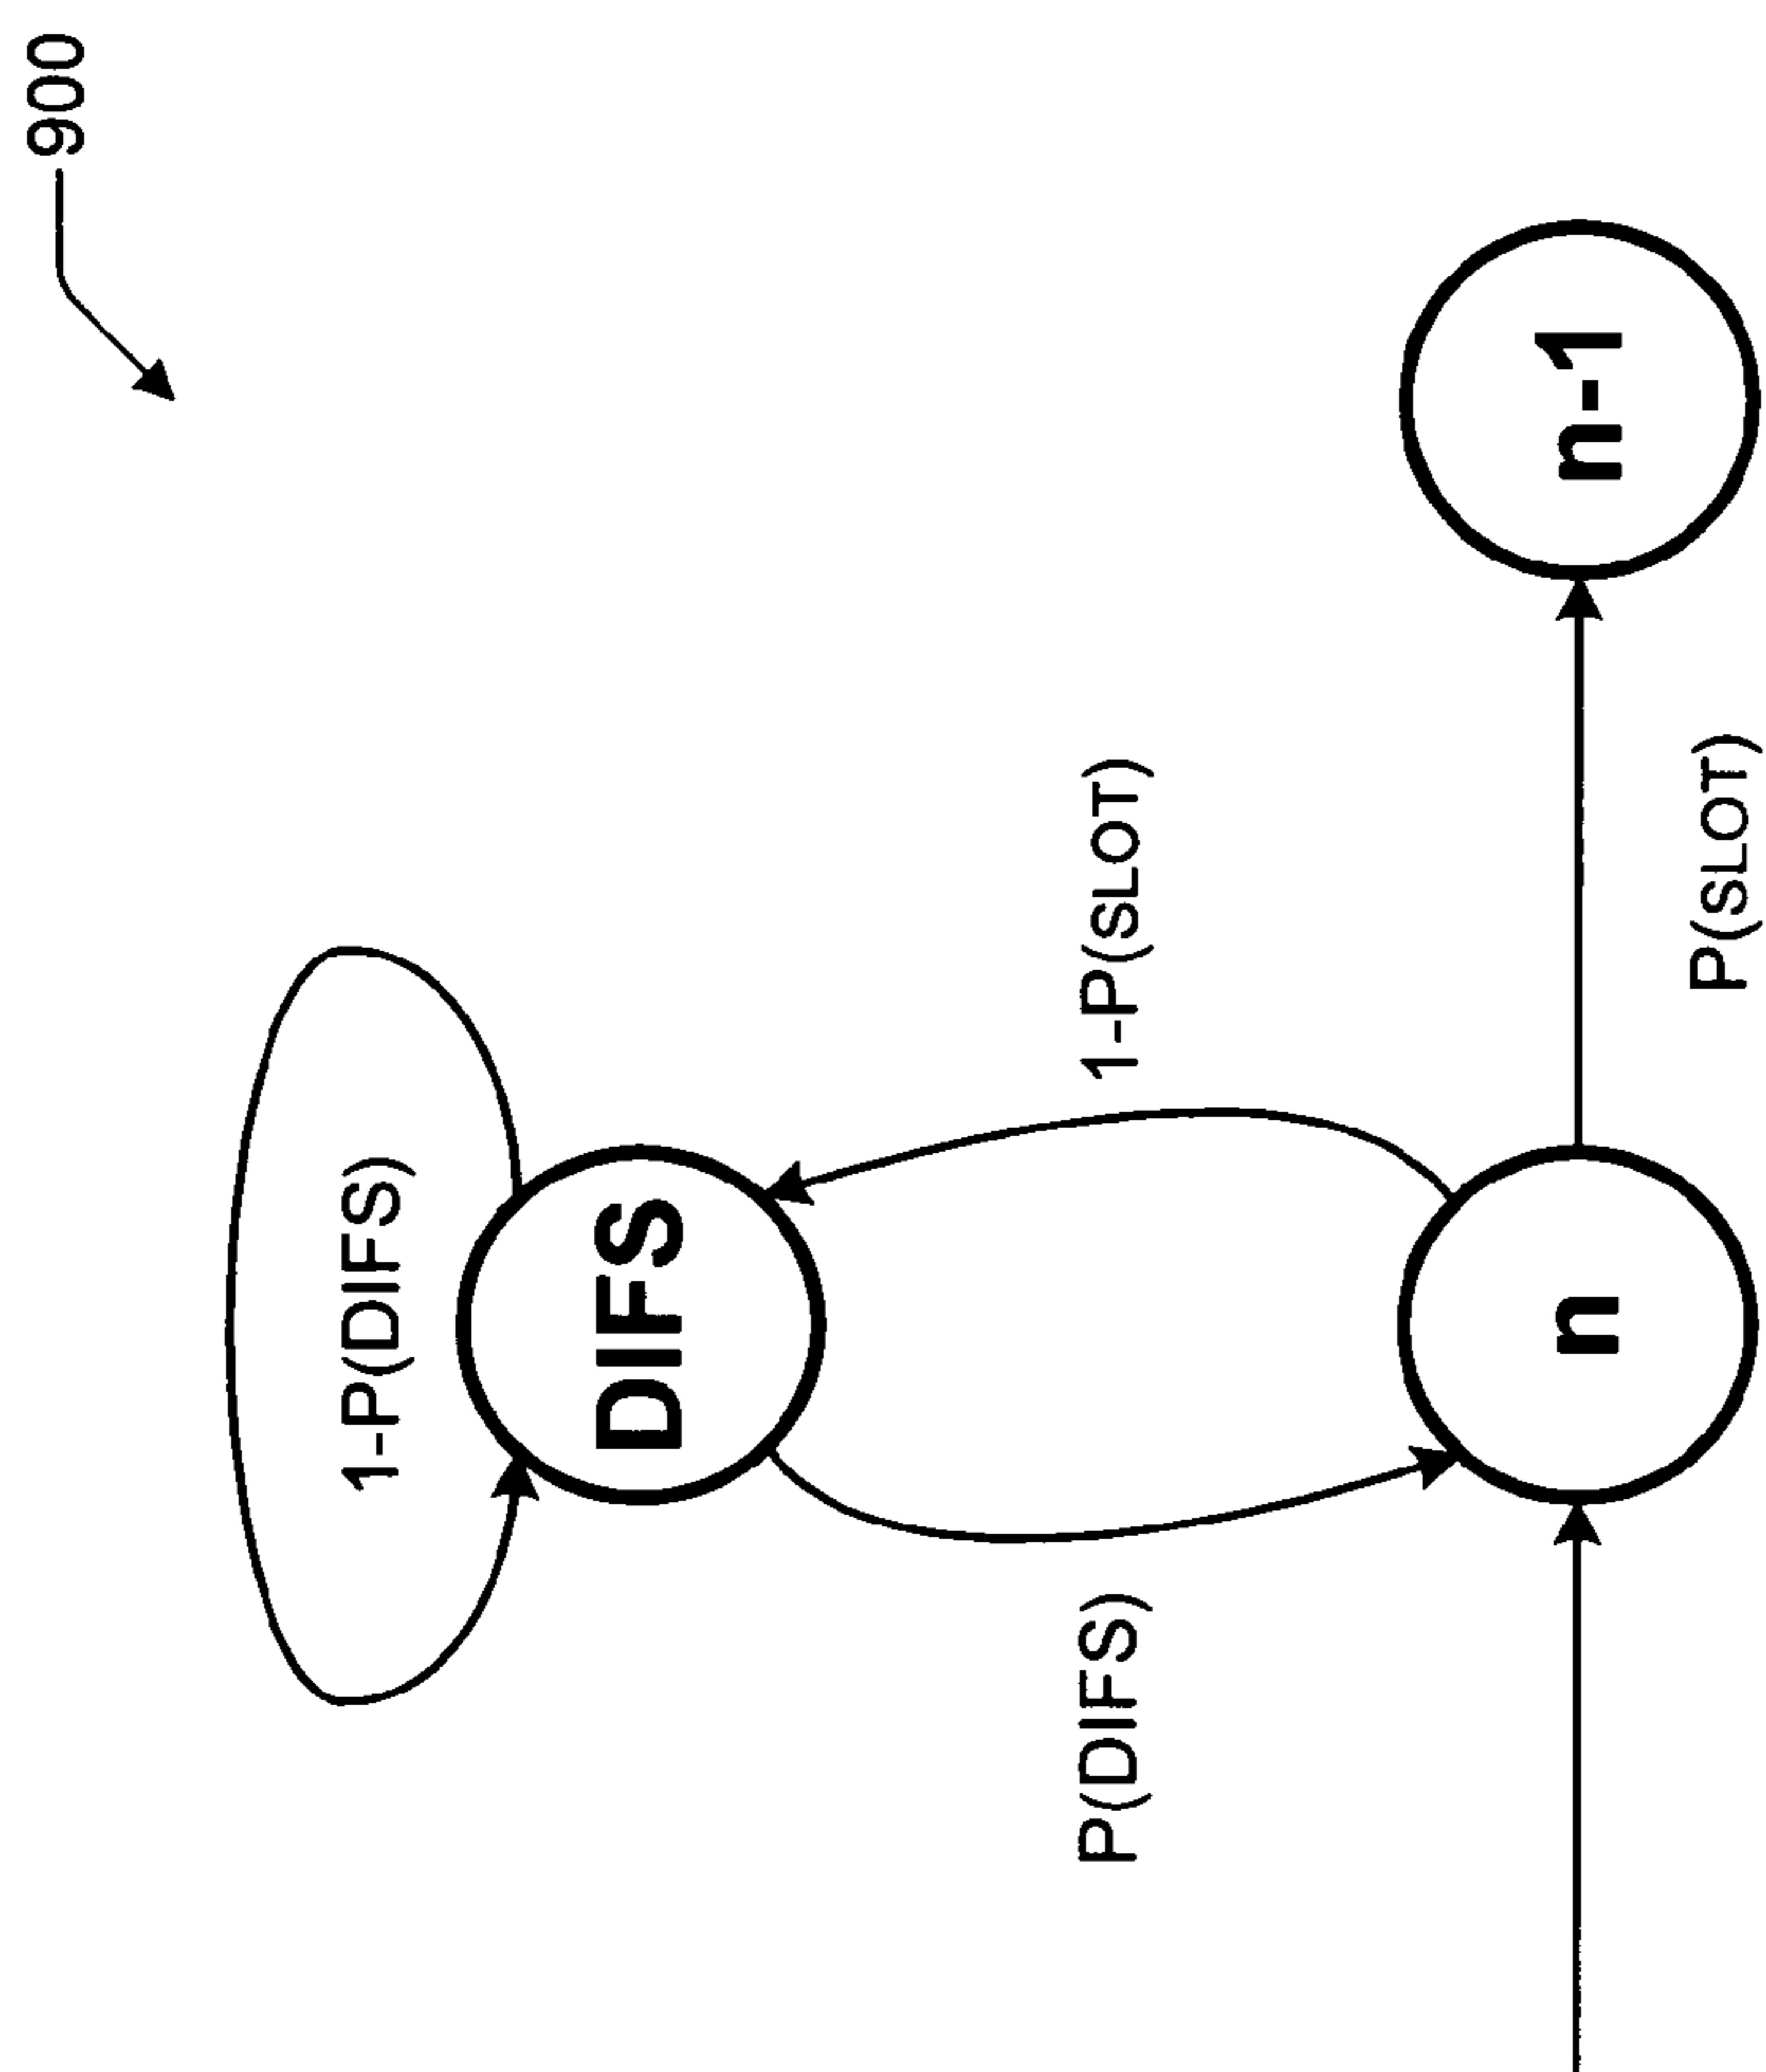 900
1-P(DIFS)
DIFS
P(DIFS)
1-P(SLOT)
n
n-1
P(SLOT)